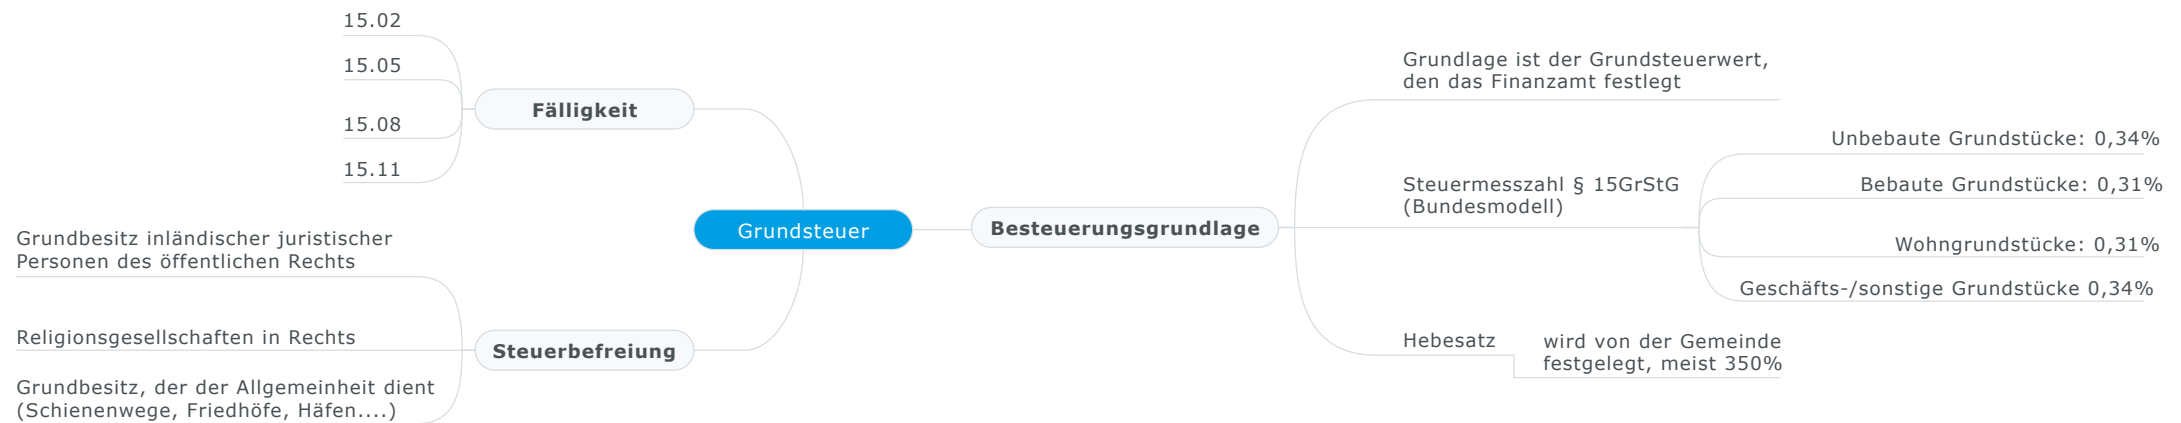 15.02
15.05
15.08
15.11
Fälligkeit
Grundbesitz inländischer juristischer
Personen des öffentlichen Rechts
Religionsgesellschaften in Rechts
Grundbesitz, der der Allgemeinheit dient
(Schienenwege, Friedhöfe, Häfen....)
Steuerbefreiung
Grundsteuer
Besteuerungsgrundlage
Grundlage ist der Grundsteuerwert,
den das Finanzamt festlegt
Steuermesszahl § 15GrStG
(Bundesmodell)
Unbebaute Grundstücke: 0,34%
Bebaute Grundstücke: 0,31%
Wohngrundstücke: 0,31%
Geschäfts-/sonstige Grundstücke 0,34%
Hebesatz
wird von der Gemeinde
festgelegt, meist 350%